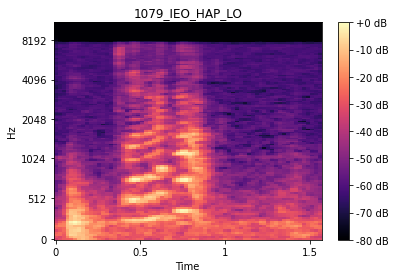 1079_IEO_HAP_LO
+0 dB
8192
-10 dB
4096
-20 dB
-30 dB
2048
Hz
-40 dB
1024
-50 dB
512
-60 dB
-70 dB
0
-80 dB
0
0.5
1
1.5
Time